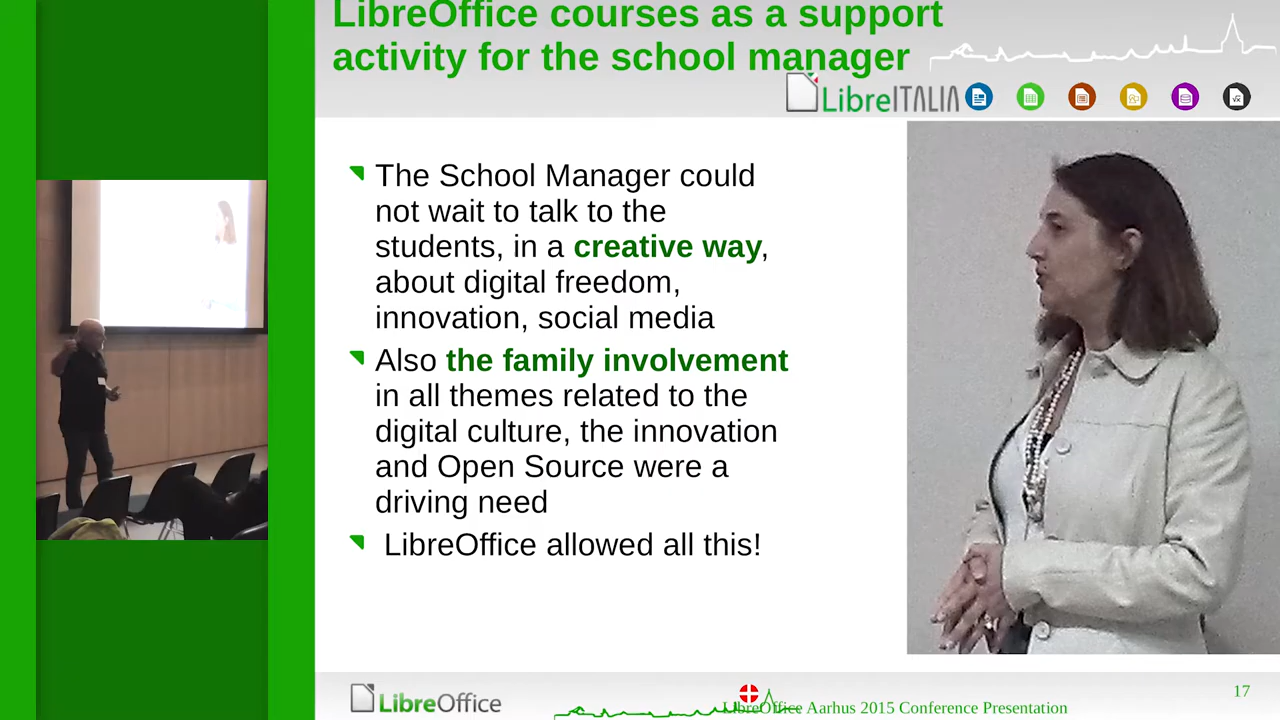 LibreOffice courses as a support
activity for the school manager
LibreITALIA
The School Manager could
not wait to talk to the
students, in a creative way,
about digital freedom,
innovation, social media
Also the family involvement
in all themes related to the
digital culture, the innovation
and Open Source were a
driving need
LibreOffice allowed all this!
LibreOffice
LibreOffice Aarhus 2015 Conference Presentation
17